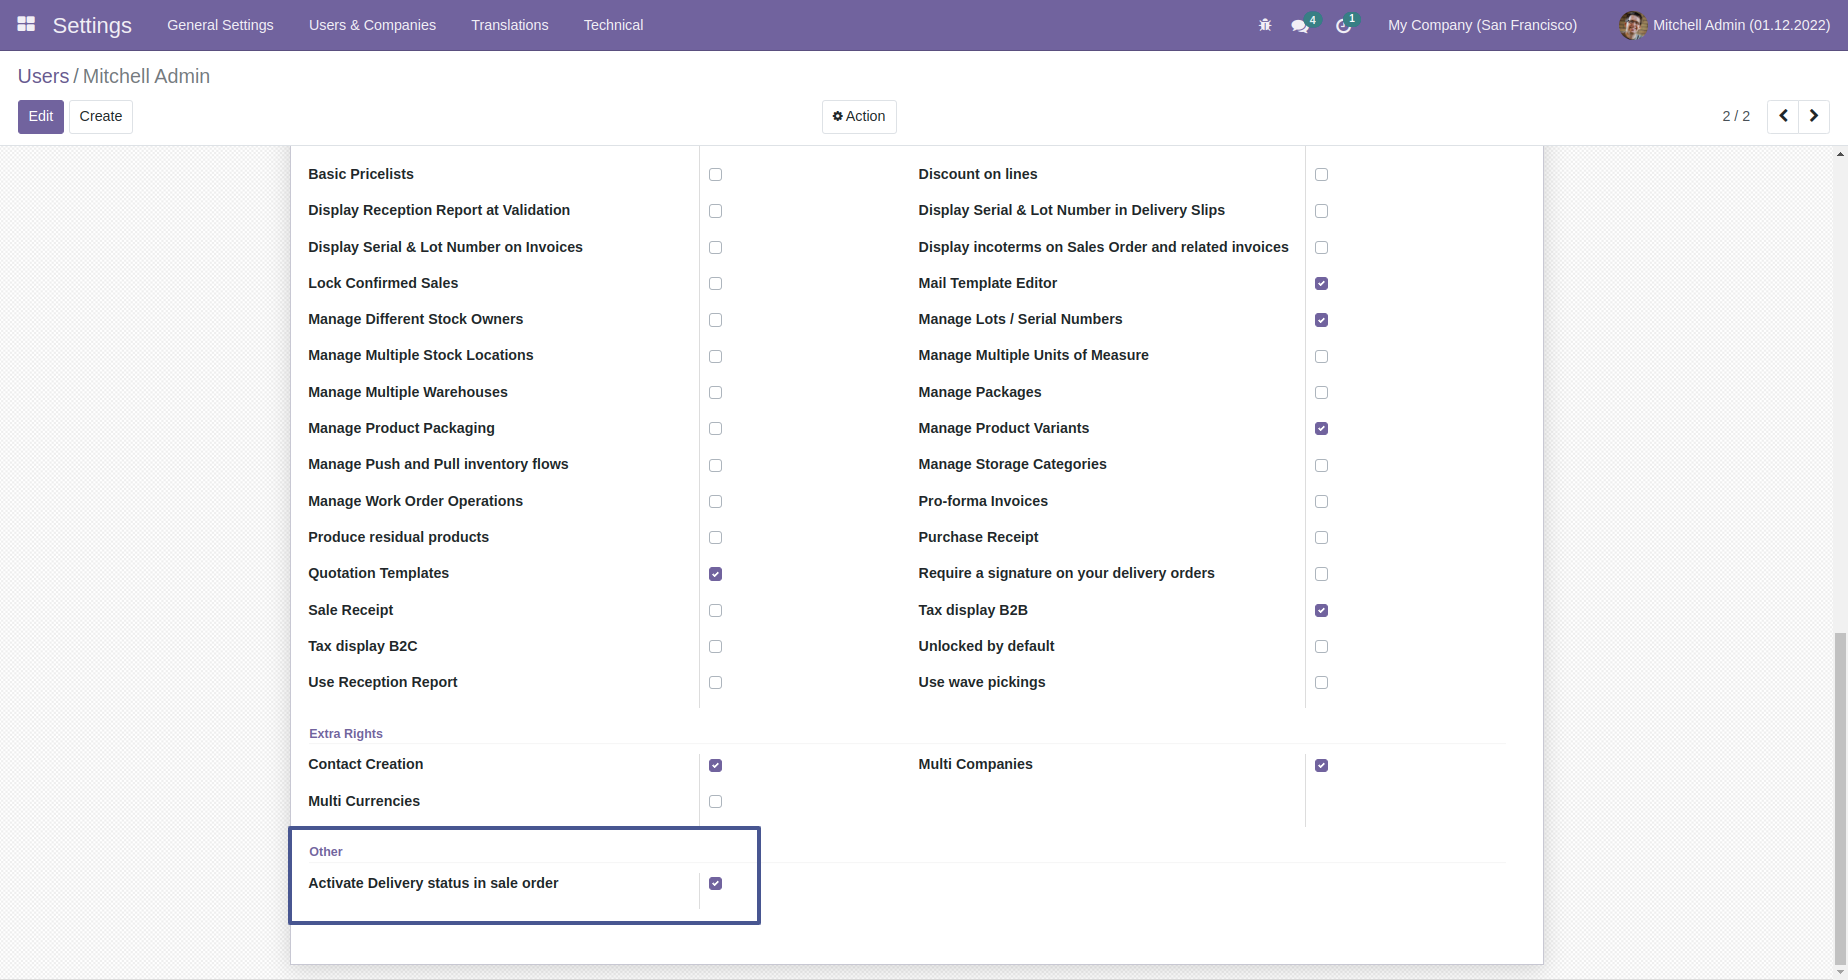 Settings General Settings Users & Companies Translations Technical 4 1 My Company (San Francisco) Mitchell Admin (01.12.2022)
Users / Mitchell Admin
Edit Create Action 2 / 2
Basic Pricelists Discount on lines
Display Reception Report at Validation Display Serial & Lot Number in Delivery Slips
Display Serial & Lot Number on Invoices Display incoterms on Sales Order and related invoices
Lock Confirmed Sales Mail Template Editor
Manage Different Stock Owners Manage Lots / Serial Numbers
Manage Multiple Stock Locations Manage Multiple Units of Measure
Manage Multiple Warehouses Manage Packages
Manage Product Packaging Manage Product Variants
Manage Push and Pull inventory flows Manage Storage Categories
Manage Work Order Operations Pro-forma Invoices
Produce residual products Purchase Receipt
Quotation Templates Require a signature on your delivery orders
Sale Receipt Tax display B2B
Tax display B2C Unlocked by default
Use Reception Report Use wave pickings
Extra Rights
Contact Creation Multi Companies
Multi Currencies
Other
Activate Delivery status in sale order